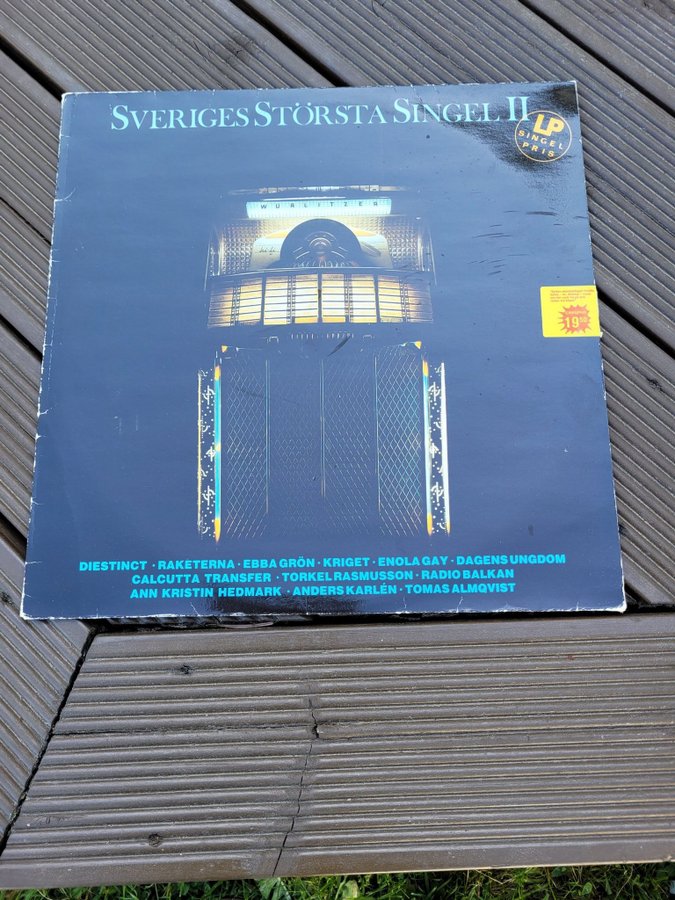 SVERIGES STÖRSTA SINGEL II
LP
SINGEL
PRIS
WURLITZER
DIESTINCT · RAKETERNA · EBBA GRÖN · KRIGET · ENOLA GAY · DAGENS UNGDOM
CALCUTTA TRANSFER · TORKEL RASMUSSON · RADIO BALKAN
ANN KRISTIN HEDMARK · ANDERS KARLÉN · TOMAS ALMQVIST